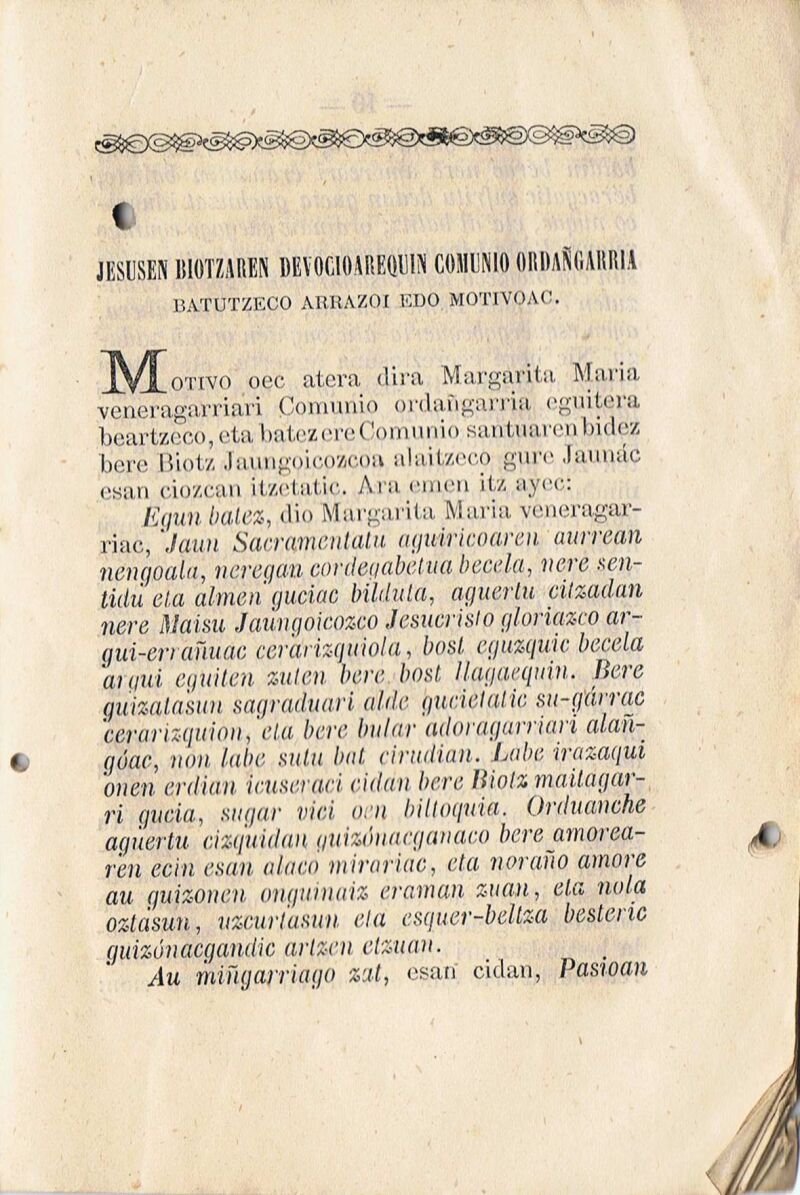 JESUSEN BIOTZAREN DEVOCIOAREQUIN COMUNIO ORDAÑGARRIA
BATUTZECO ARRAZOI EDO MOTIVOAC.
MOTIVO oec atera dira Margarita Maria
veneragarriari Comunio ordañgarria eguitera
beartzeco, eta batez ere Comunio santuaren bidez
bere Biotz Jaungoicozcoa alaitzeco gure Jaunác
esan ciozcan itzetatic. Ara emen itz ayec:
Egun batez, dio Margarita Maria veneragar-
riac, Jaun Sacramentatu aguiricoaren aurrean
nengoala, neregan cordegabetua becela, nere sen-
tidu eta almen guciac bilduta, aguertu citzadan
nere Maisu Jaungoicozco Jesucristo gloriazco ar-
gui-errañuac cerarizquiola, bost eguzquic becela
argui eguiten zuten bere bost llagaequin. Bere
guizatasun sagraduari alde gucietatic su-gárrac
cerarizquion, eta bere bular adoragarriari alañ-
góac, non labe sutu bat cirudian. Labe irazaqui
onen erdian icuseraci cidan bere Biotz maitagar-
ri gucia, sugar vici oen biltoquia. Orduanche
aguertu cizquidan guizónacganaco bere amorea-
ren ecin esan alaco mirariac, eta noraño amore
au guizonen onguinaiz eraman zuan, eta nola
oztasun, uzcurtasun eta esquer-beltza besteric
guizónacgandic artzen etzuan.
Au miñgarriago zat, esan cidan, Pasioan